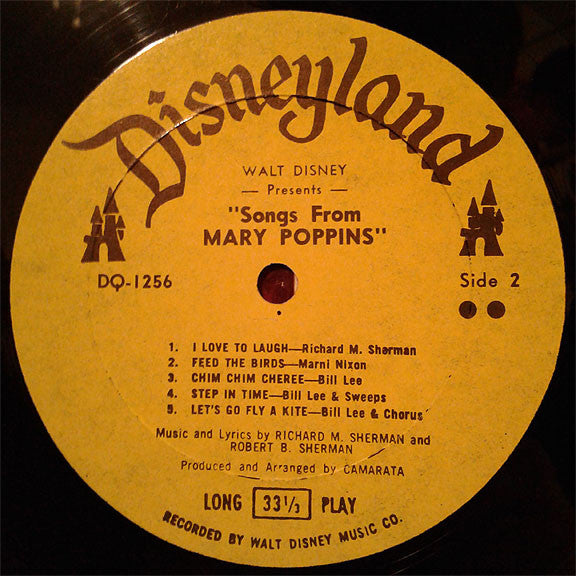 Disneyland
WALT DISNEY
— Presents —
"Songs From
MARY POPPINS"
DQ-1256
Side 2
1. I LOVE TO LAUGH—Richard M. Sherman
2. FEED THE BIRDS—Marni Nixon
3. CHIM CHIM CHEREE—Bill Lee
4. STEP IN TIME—Bill Lee & Sweeps
5. LET'S GO FLY A KITE—Bill Lee & Chorus
Music and Lyrics by RICHARD M. SHERMAN and
ROBERT B. SHERMAN
Produced and Arranged by CAMARATA
LONG 33⅓ PLAY
RECORDED BY WALT DISNEY MUSIC CO.